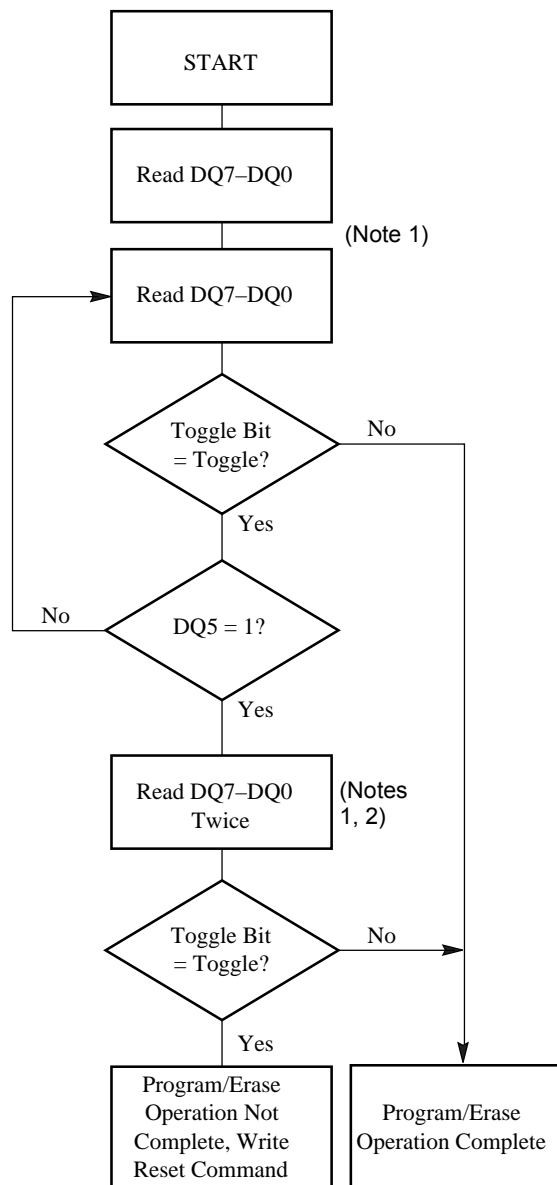 START
Read DQ7–DQ0
(Note 1)
Read DQ7–DQ0
Toggle Bit
= Toggle?
No
Yes
DQ5 = 1?
No
Yes
Read DQ7–DQ0
Twice
(Notes
1, 2)
Toggle Bit
= Toggle?
No
Yes
Program/Erase
Operation Not
Complete, Write
Reset Command
Program/Erase
Operation Complete